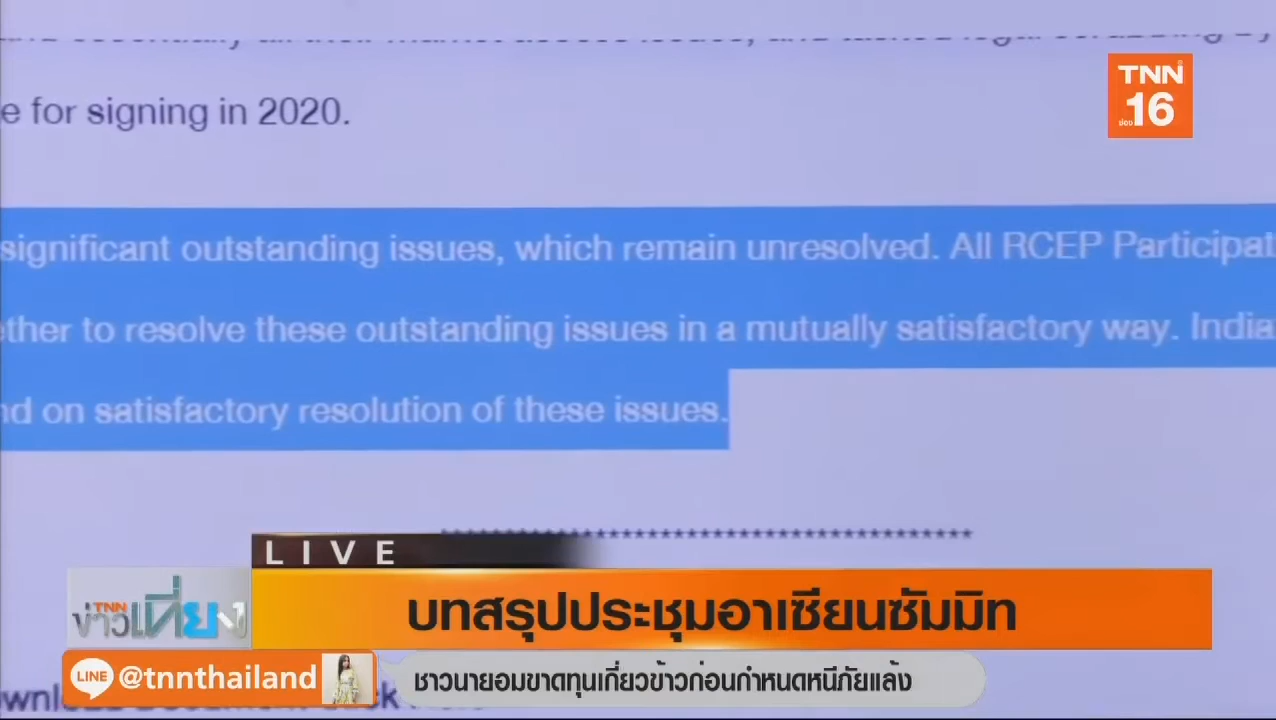 e for signing in 2020.
TNN
ช่อง 16
significant outstanding issues, which remain unresolved. All RCEP
to resolve these outstanding issues in a mutually satisfactory way. India
on satisfactory resolution of these issues.
******************************************
LIVE
TNN ข่าวเที่ยง
บทสรุปประชุมอาเซียนซัมมิท
LINE @tnnthailand
ชาวนายอมขาดทุนเกี่ยวข้าวก่อนกำหนดหนีภัยแล้ง